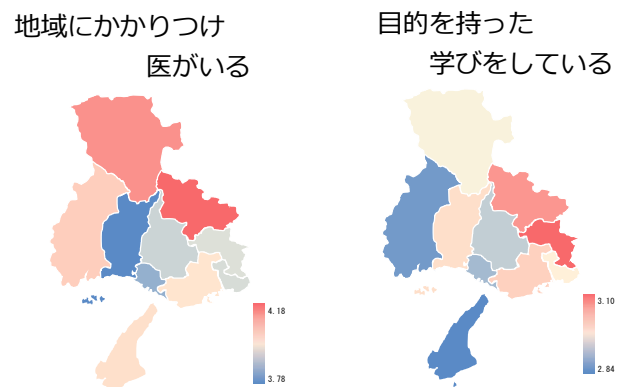 地域にかかりつけ
医がいる
4.18
3.78
目的を持った
学びをしている
3.10
2.84